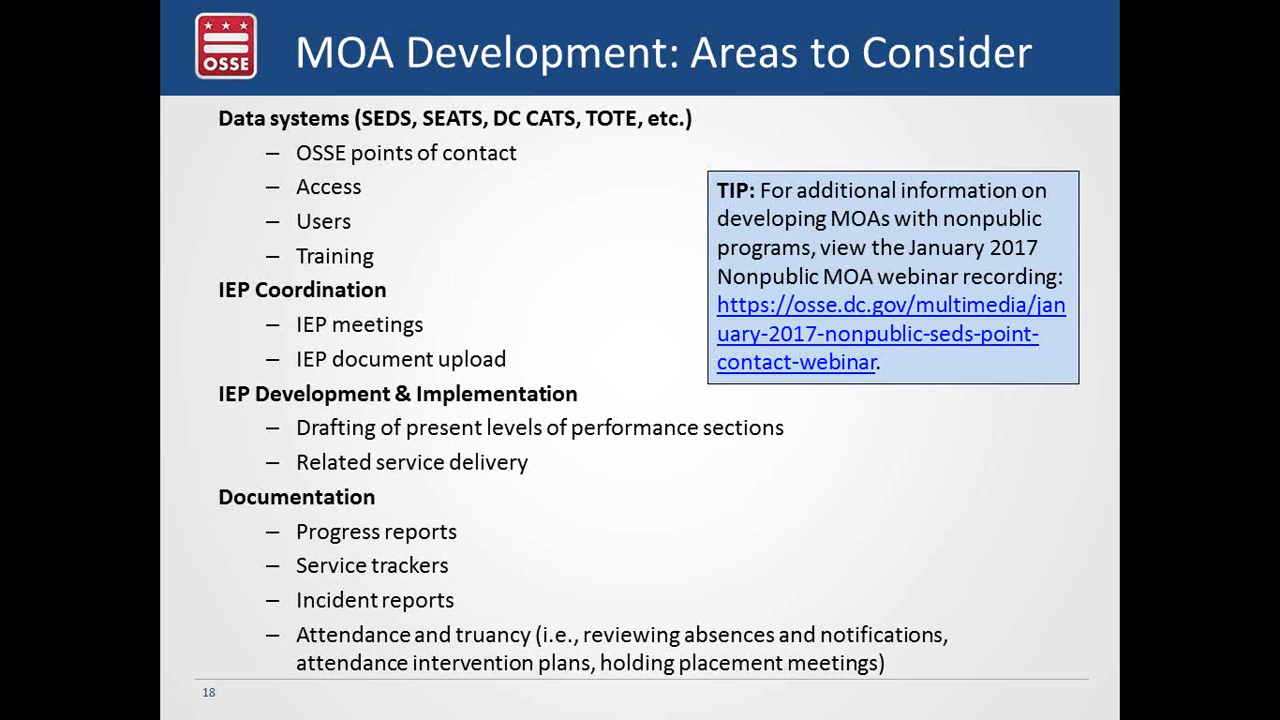 OSSE
MOA Development: Areas to Consider
Data systems (SEDS, SEATS, DC CATS, TOTE, etc.)
– OSSE points of contact
– Access
– Users
– Training
IEP Coordination
– IEP meetings
– IEP document upload
IEP Development & Implementation
– Drafting of present levels of performance sections
– Related service delivery
Documentation
– Progress reports
– Service trackers
– Incident reports
– Attendance and truancy (i.e., reviewing absences and notifications,
attendance intervention plans, holding placement meetings)
TIP: For additional information on
developing MOAs with nonpublic
programs, view the January 2017
Nonpublic MOA webinar recording:
https://osse.dc.gov/multimedia/jan
uary-2017-nonpublic-seds-point-
contact-webinar.
18